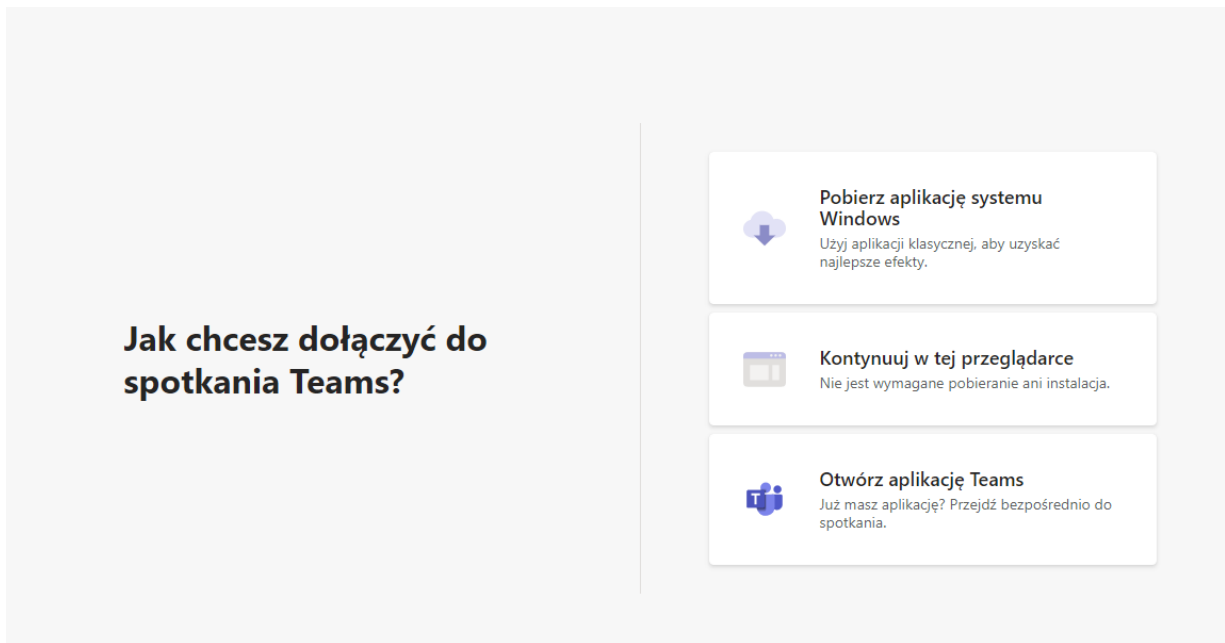 Jak chcesz dołączyć do
spotkania Teams?
Pobierz aplikację systemu
Windows
Użyj aplikacji klasycznej, aby uzyskać
najlepsze efekty.
Kontynuuj w tej przeglądarce
Nie jest wymagane pobieranie ani instalacja.
T
Otwórz aplikację Teams
Już masz aplikację? Przejdź bezpośrednio do
spotkania.